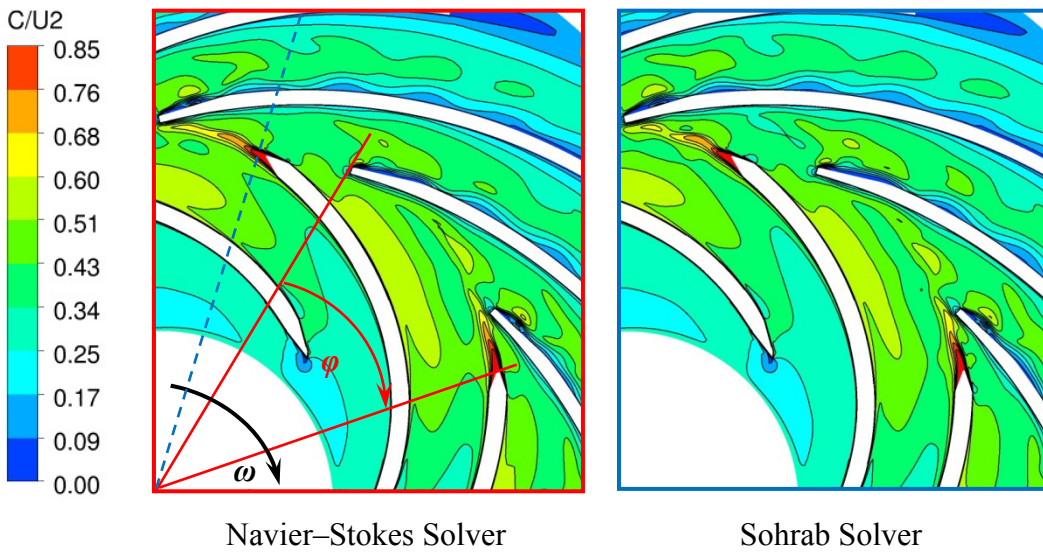 C/U2
0.85
0.76
0.68
0.60
0.51
0.43
0.34
0.25
0.17
0.09
0.00
φ
ω
Navier–Stokes Solver
Sohrab Solver